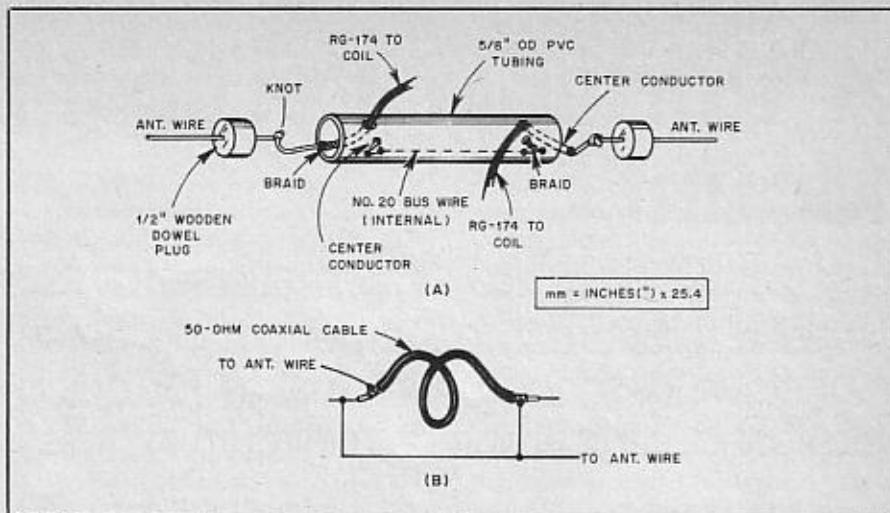 RG-174 TO
COIL
5/8" OD PVC
TUBING
CENTER CONDUCTOR
KNOT
ANT. WIRE
ANT. WIRE
BRAID
BRAID
1/2" WOODEN
DOWEL
PLUG
NO. 20 BUS WIRE
(INTERNAL)
CENTER
CONDUCTOR
RG-174 TO
COIL
(A)
mm = INCHES (") x 25.4
50-OHM COAXIAL CABLE
TO ANT. WIRE
TO ANT. WIRE
(B)